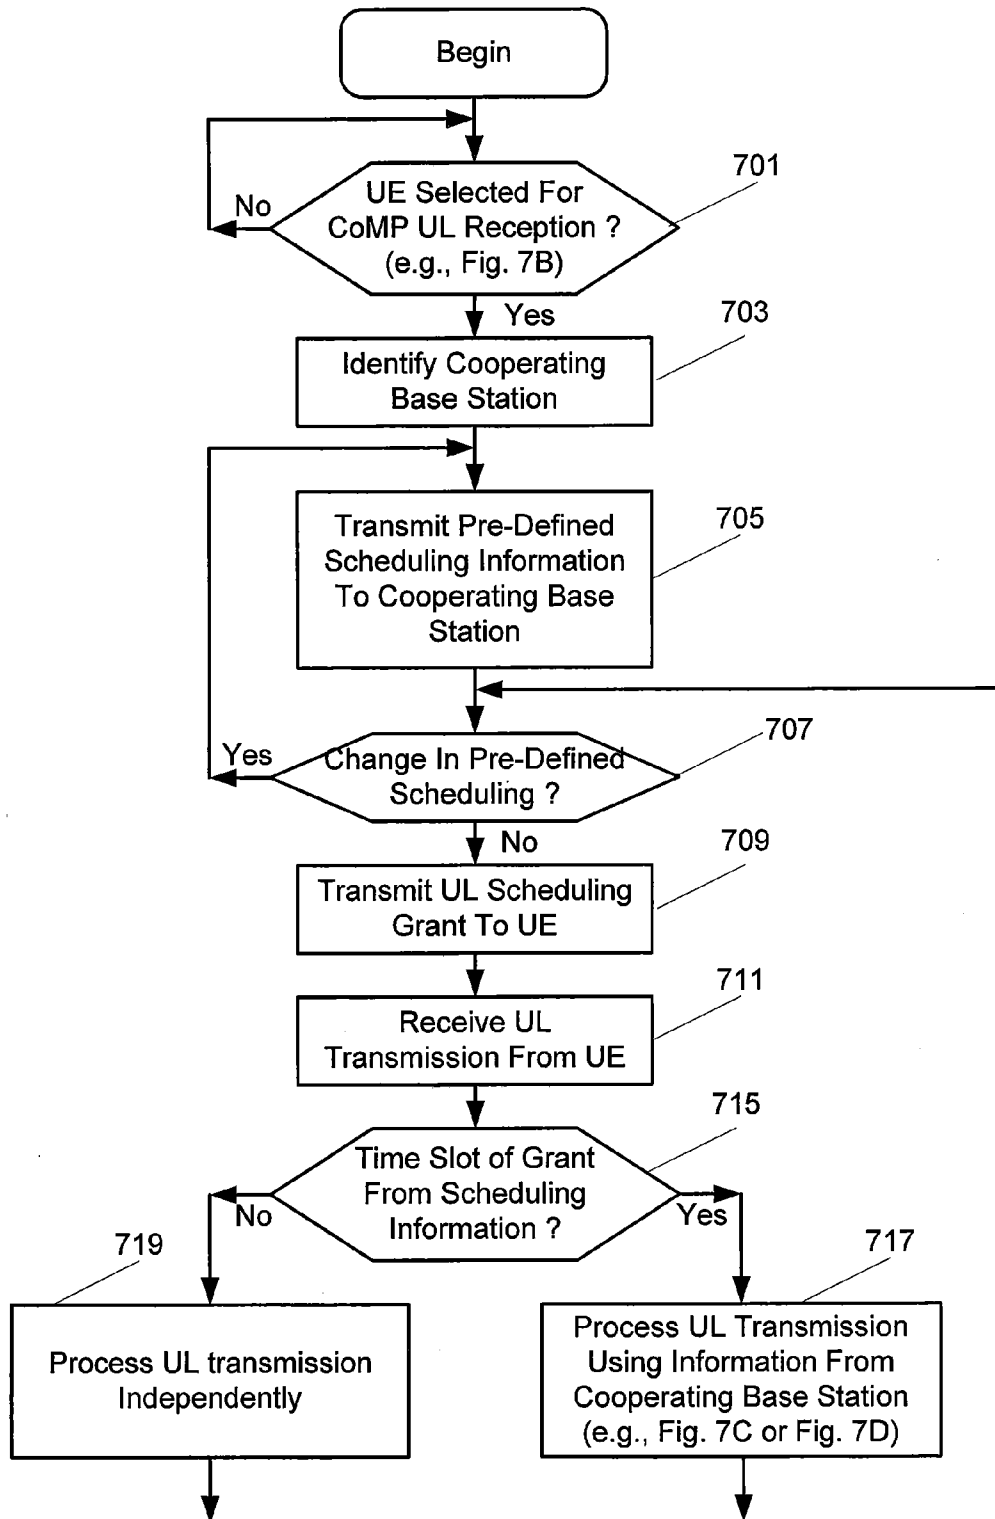 Begin
701
UE Selected For
CoMP UL Reception ?
(e.g., Fig. 7B)
No
Yes
703
Identify Cooperating
Base Station
705
Transmit Pre-Defined
Scheduling Information
To Cooperating Base
Station
707
Yes
Change In Pre-Defined
Scheduling ?
No
709
Transmit UL Scheduling
Grant To UE
711
Receive UL
Transmission From UE
715
Time Slot of Grant
From Scheduling
Information ?
No
Yes
719
717
Process UL transmission
Independently
Process UL Transmission
Using Information From
Cooperating Base Station
(e.g., Fig. 7C or Fig. 7D)